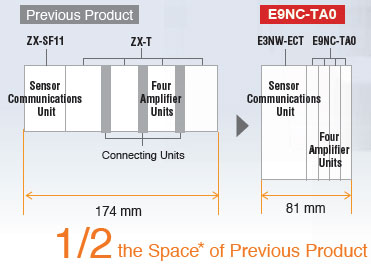 Previous Product
E9NC-TA0
ZX-SF11
ZX-T
E3NW-ECT
E9NC-TA0
Sensor
Communications
Unit
Four
Amplifier
Units
Connecting Units
Sensor
Communications
Unit
Four
Amplifier
Units
174 mm
81 mm
1/2 the Space* of Previous Product